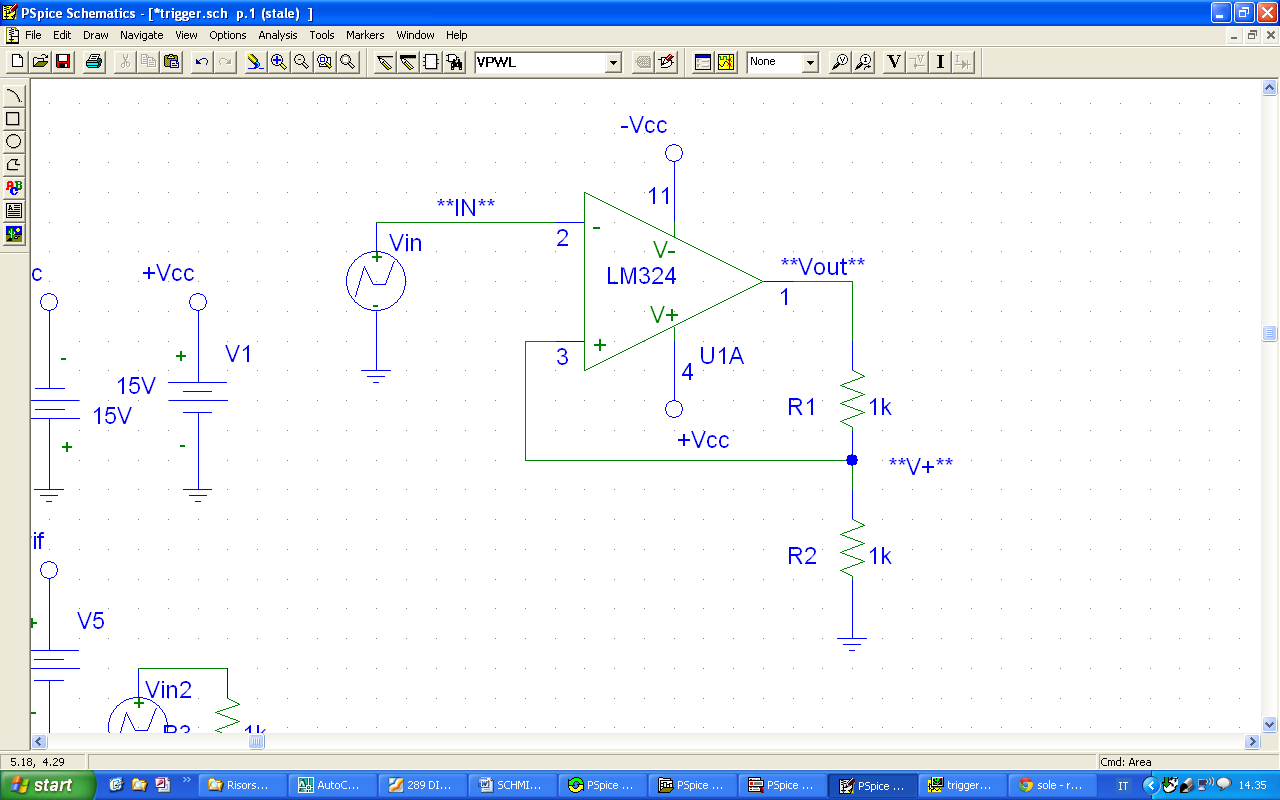 PSpice Schematics - [*trigger.sch p.1 (stale) ]
File Edit Draw Navigate View Options Analysis Tools Markers Window Help
VPWL
None
V
I
ABC
-Vcc
11
**IN**
2
-
Vin
+
-
V-
LM324
**Vout**
1
V+
3
+
U1A
4
+Vcc
c
+Vcc
-
+
V1
15V
15V
+
-
R1
1k
**V+**
R2
1k
if
+
V5
-
Vin2
+
R3
1k
5.18, 4.29
Cmd: Area
start
Risors...
AutoC...
289 DI...
SCHMI...
PSpice ...
PSpice ...
PSpice ...
PSpice ...
trigger...
sole - r...
IT
14.35